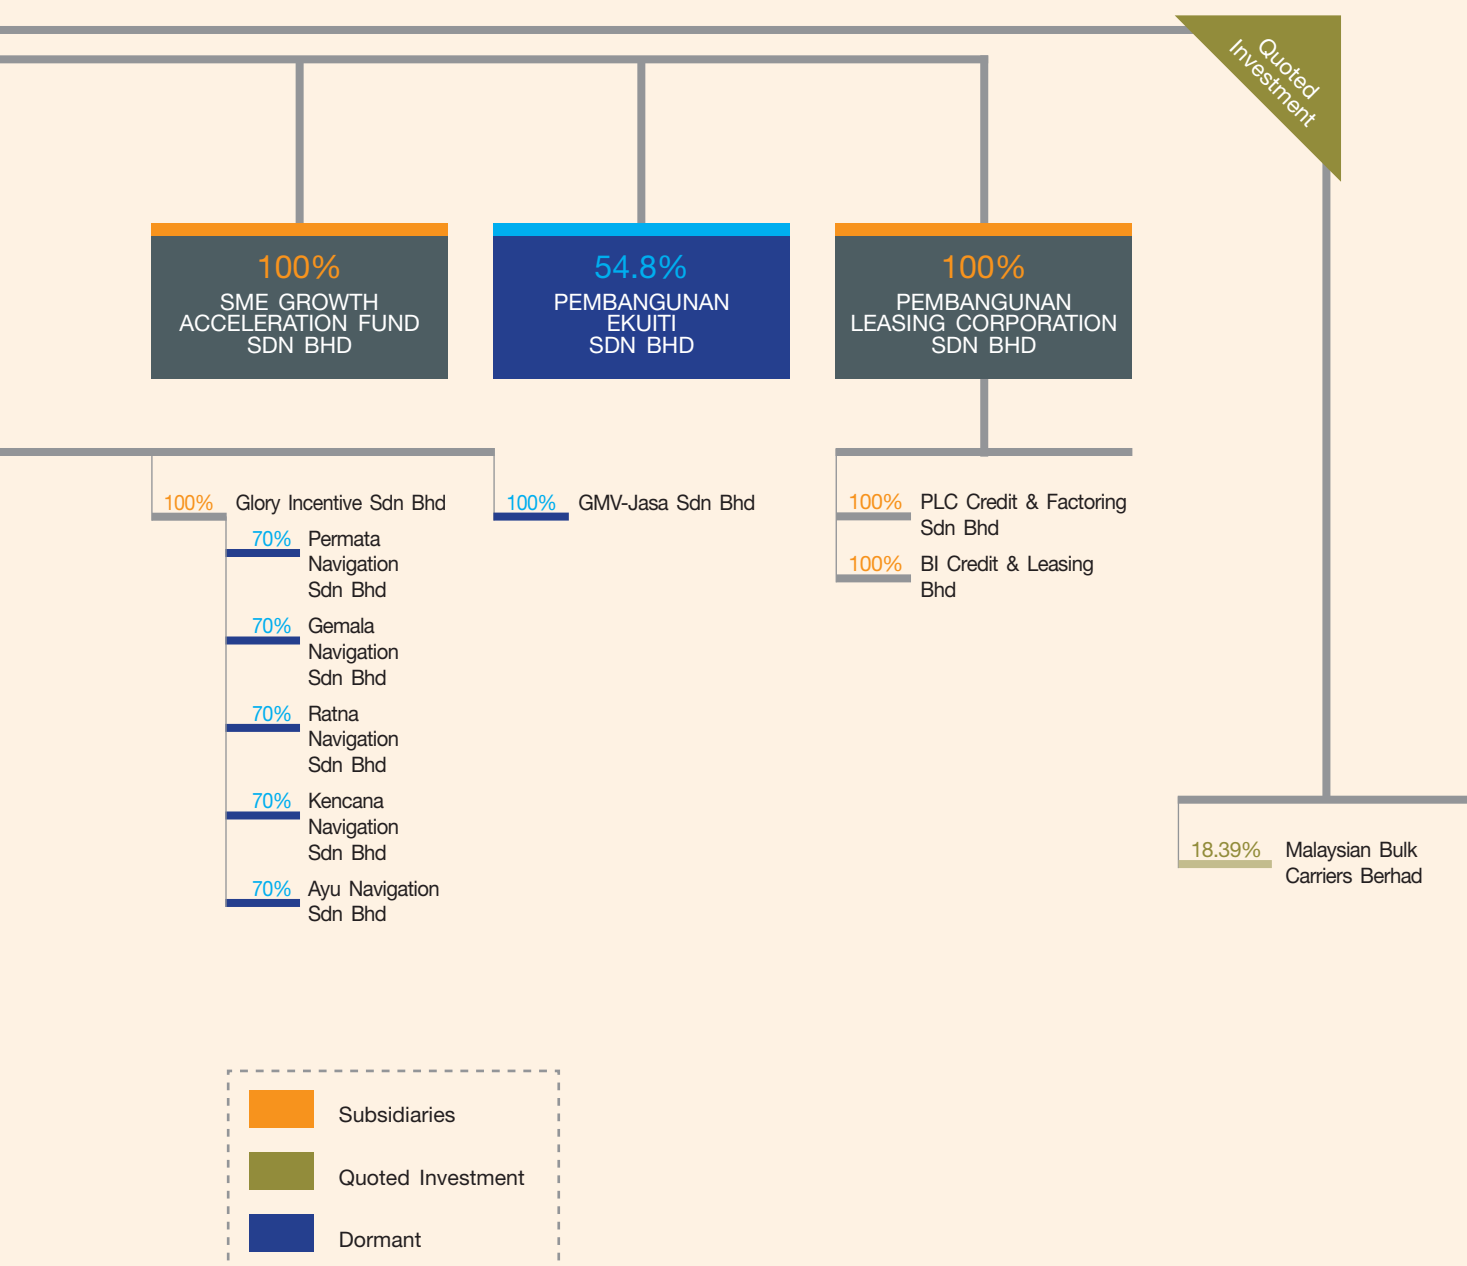 Quoted
Investment
100%
SME GROWTH
ACCELERATION FUND
SDN BHD
54.8%
PEMBANGUNAN
EKUITI
SDN BHD
100%
PEMBANGUNAN
LEASING CORPORATION
SDN BHD
100% Glory Incentive Sdn Bhd
70% Permata
Navigation
Sdn Bhd
70% Gemala
Navigation
Sdn Bhd
70% Ratna
Navigation
Sdn Bhd
70% Kencana
Navigation
Sdn Bhd
70% Ayu Navigation
Sdn Bhd
100% GMV-Jasa Sdn Bhd
100% PLC Credit & Factoring
Sdn Bhd
100% BI Credit & Leasing
Bhd
18.39% Malaysian Bulk
Carriers Berhad
Subsidiaries
Quoted Investment
Dormant